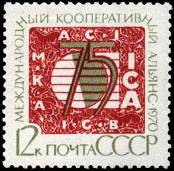 МЕЖДУНАРОДНЫЙ КООПЕРАТИВНЫЙ АЛЬЯНС·1970
ACI
75
МКА
ICA
ICB
12к ПОЧТА СССР